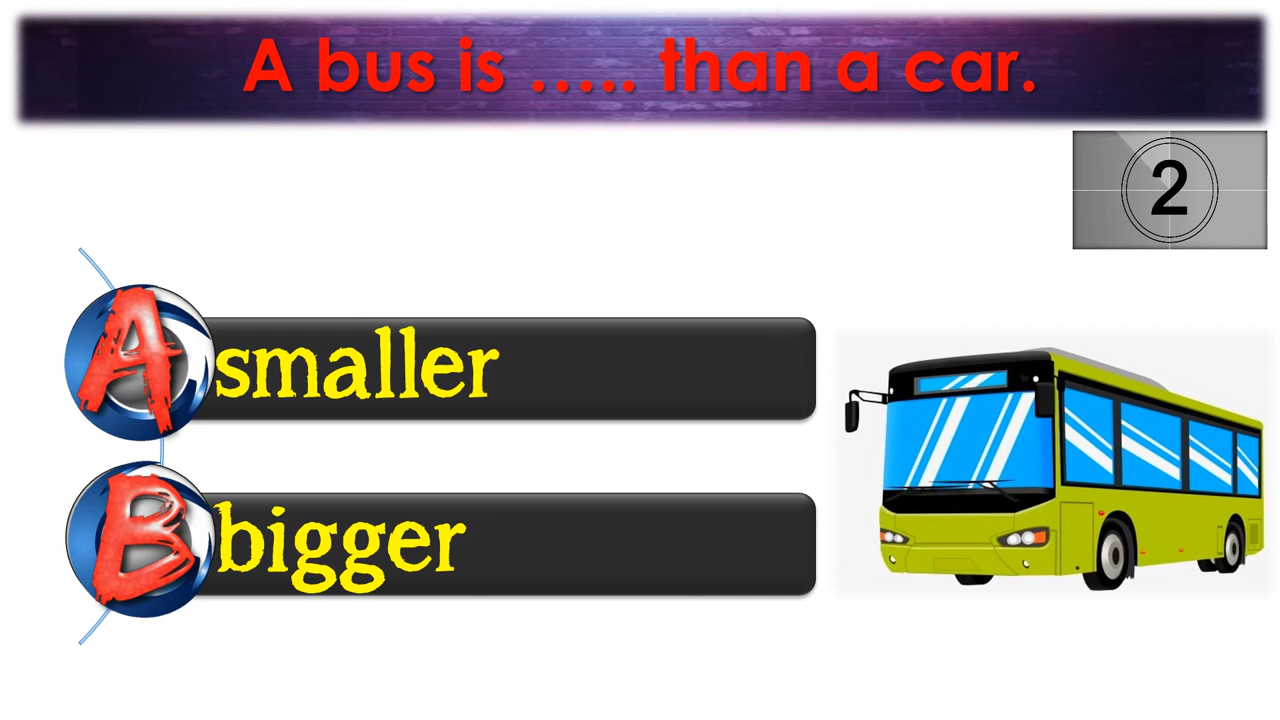 A bus is ..... than a car.
2
A smaller
B bigger